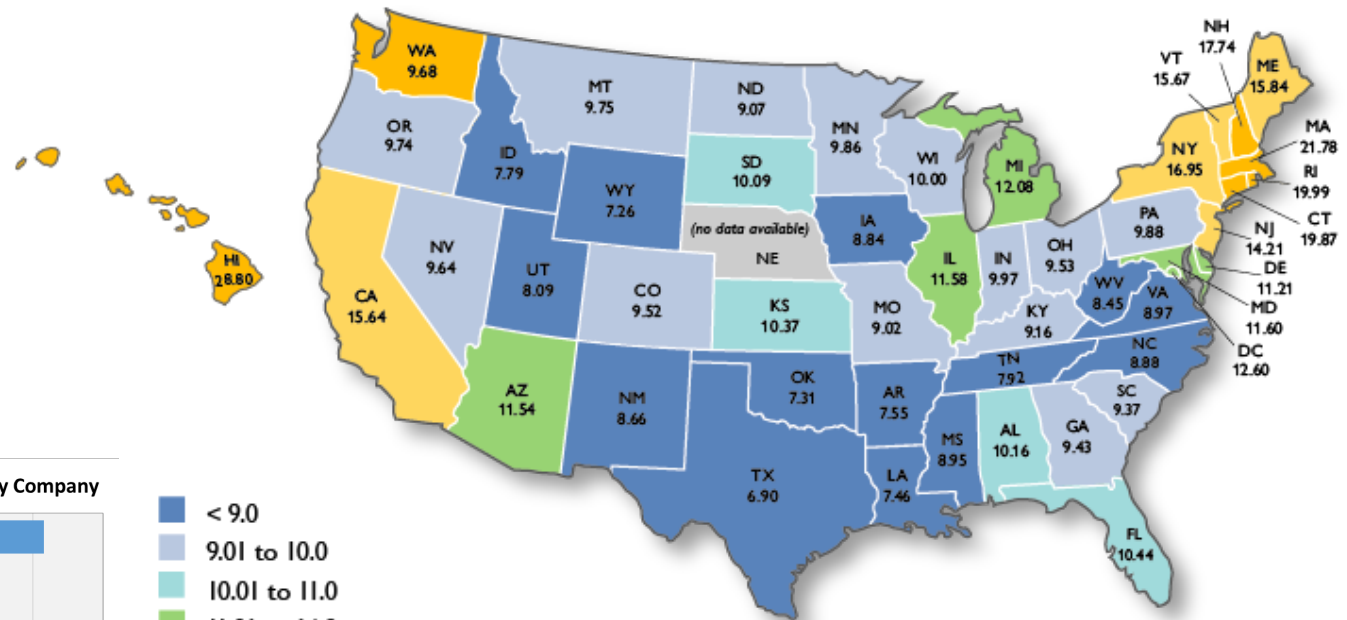 WA
9.68
OR
9.74
CA
15.64
NV
9.64
ID
7.79
MT
9.75
WY
7.26
UT
8.09
CO
9.52
AZ
11.54
NM
8.66
ND
9.07
SD
10.09
(no data available)
NE
KS
10.37
OK
7.31
TX
6.90
MN
9.86
IA
8.84
MO
9.02
AR
7.55
LA
7.46
WI
10.00
IL
11.58
MI
12.08
IN
9.97
OH
9.53
KY
9.16
TN
7.92
MS
8.95
AL
10.16
GA
9.43
FL
10.44
SC
9.37
NC
8.88
WV
8.45
VA
8.97
PA
9.88
NY
16.95
VT
15.67
NH
17.74
ME
15.84
MA
21.78
RI
19.99
CT
19.87
NJ
14.21
DE
11.21
MD
11.60
DC
12.60
HI
28.80
y Company
< 9.0
9.01 to 10.0
10.01 to 11.0